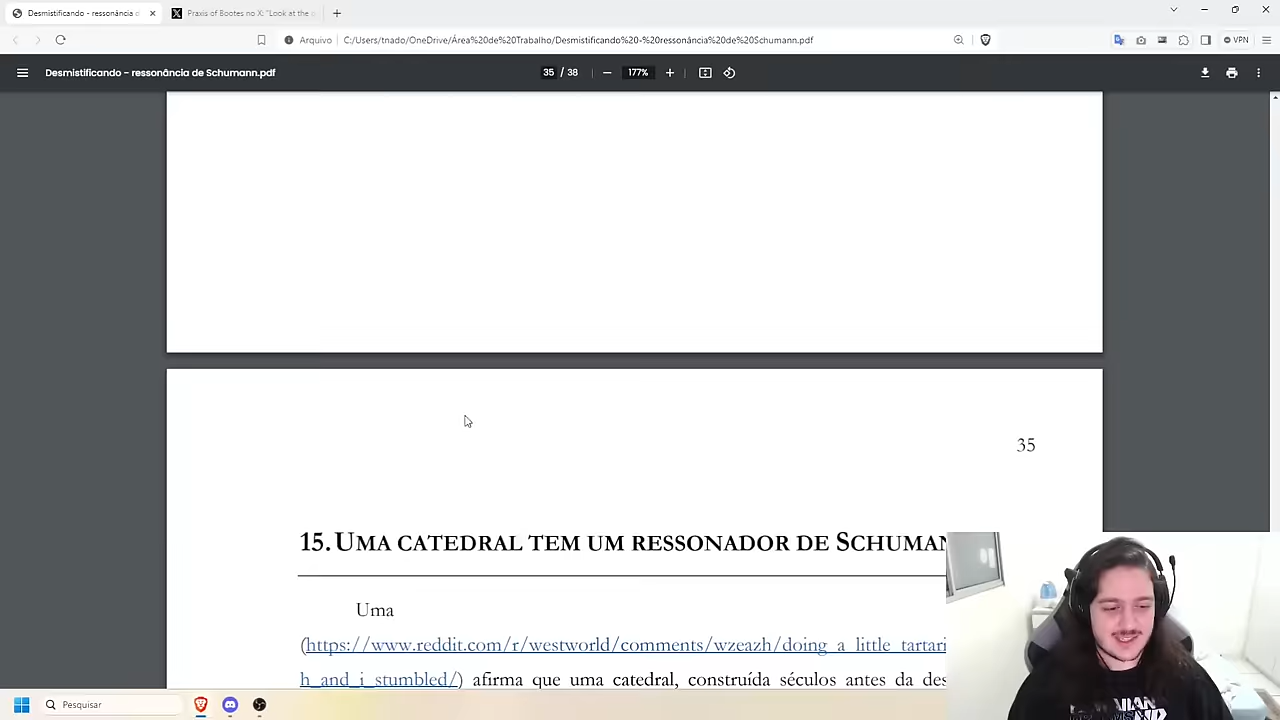 Desmistificando - ressonância d
Praxis of Bootes no X: "Look at the
Arquivo
C:/Users/tnado/OneDrive/Área%20de%20Trabalho/Desmistificando%20-%20ressonância%20de%20Schumann.pdf
VPN
Desmistificando - ressonância de Schumann.pdf
35 / 38
177%
35
15. UMA CATEDRAL TEM UM RESSONADOR DE SCHUMAN
Uma
(https://www.reddit.com/r/westworld/comments/wzeazh/doing_a_little_tartari
h_and_i_stumbled/) afirma que uma catedral, construída séculos antes da des
Pesquisar